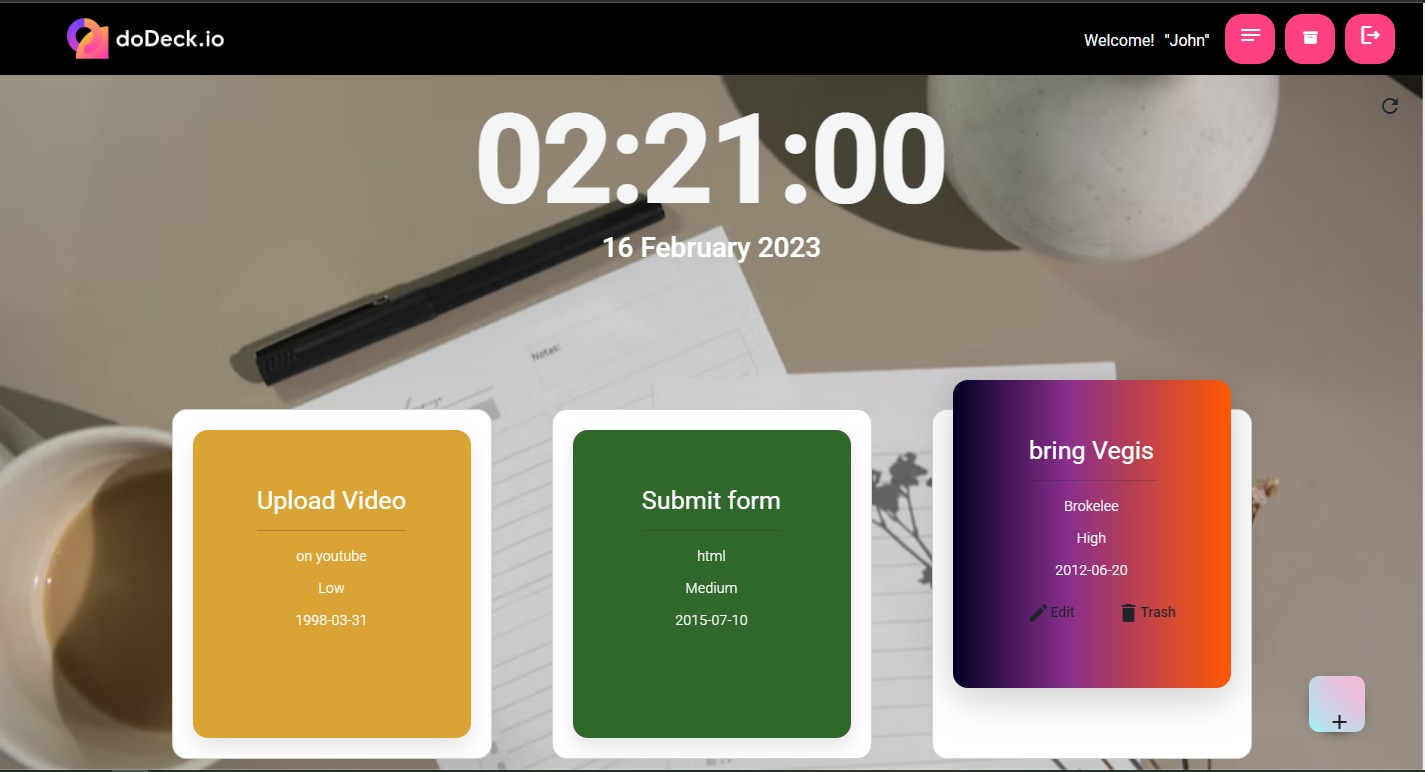 doDeck.io
Welcome! "John"
02:21:00
16 February 2023
Notas:
Upload Video
on youtube
Low
1998-03-31
Submit form
html
Medium
2015-07-10
bring Vegis
Brokelee
High
2012-06-20
Edit Trash